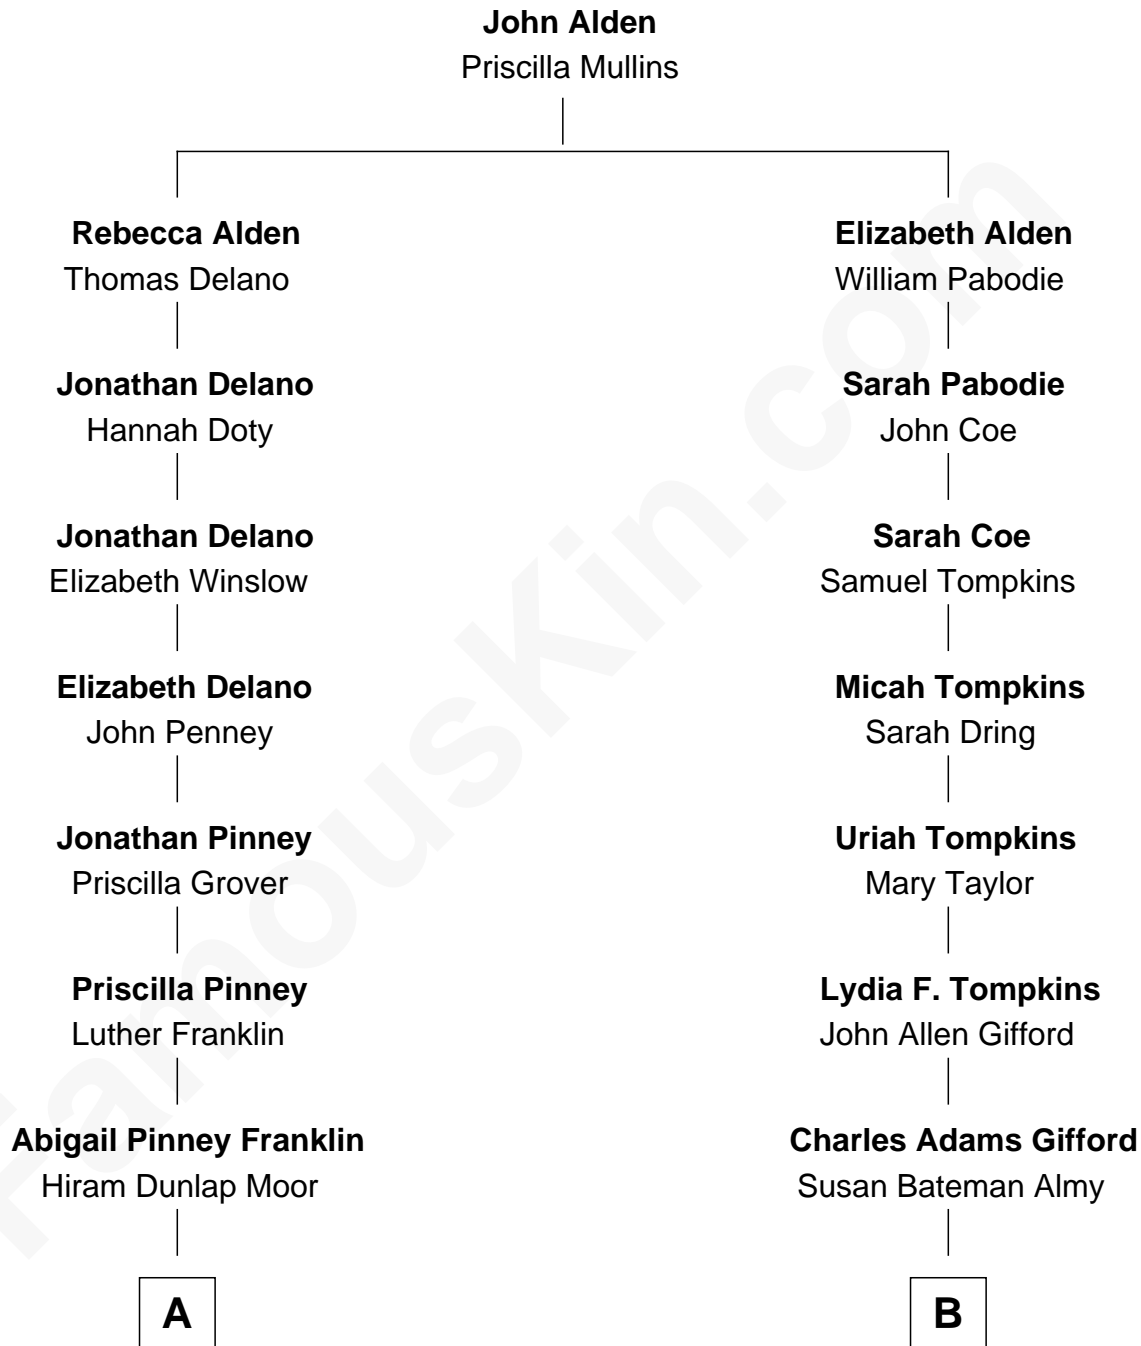 John Alden
Priscilla Mullins
Rebecca Alden
Thomas Delano
Elizabeth Alden
William Pabodie
Jonathan Delano
Hannah Doty
Sarah Pabodie
John Coe
Jonathan Delano
Elizabeth Winslow
Sarah Coe
Samuel Tompkins
Elizabeth Delano
John Penney
Micah Tompkins
Sarah Dring
Jonathan Pinney
Priscilla Grover
Uriah Tompkins
Mary Taylor
Priscilla Pinney
Luther Franklin
Lydia F. Tompkins
John Allen Gifford
Abigail Pinney Franklin
Hiram Dunlap Moor
Charles Adams Gifford
Susan Bateman Almy
A
B
FamousKin.com